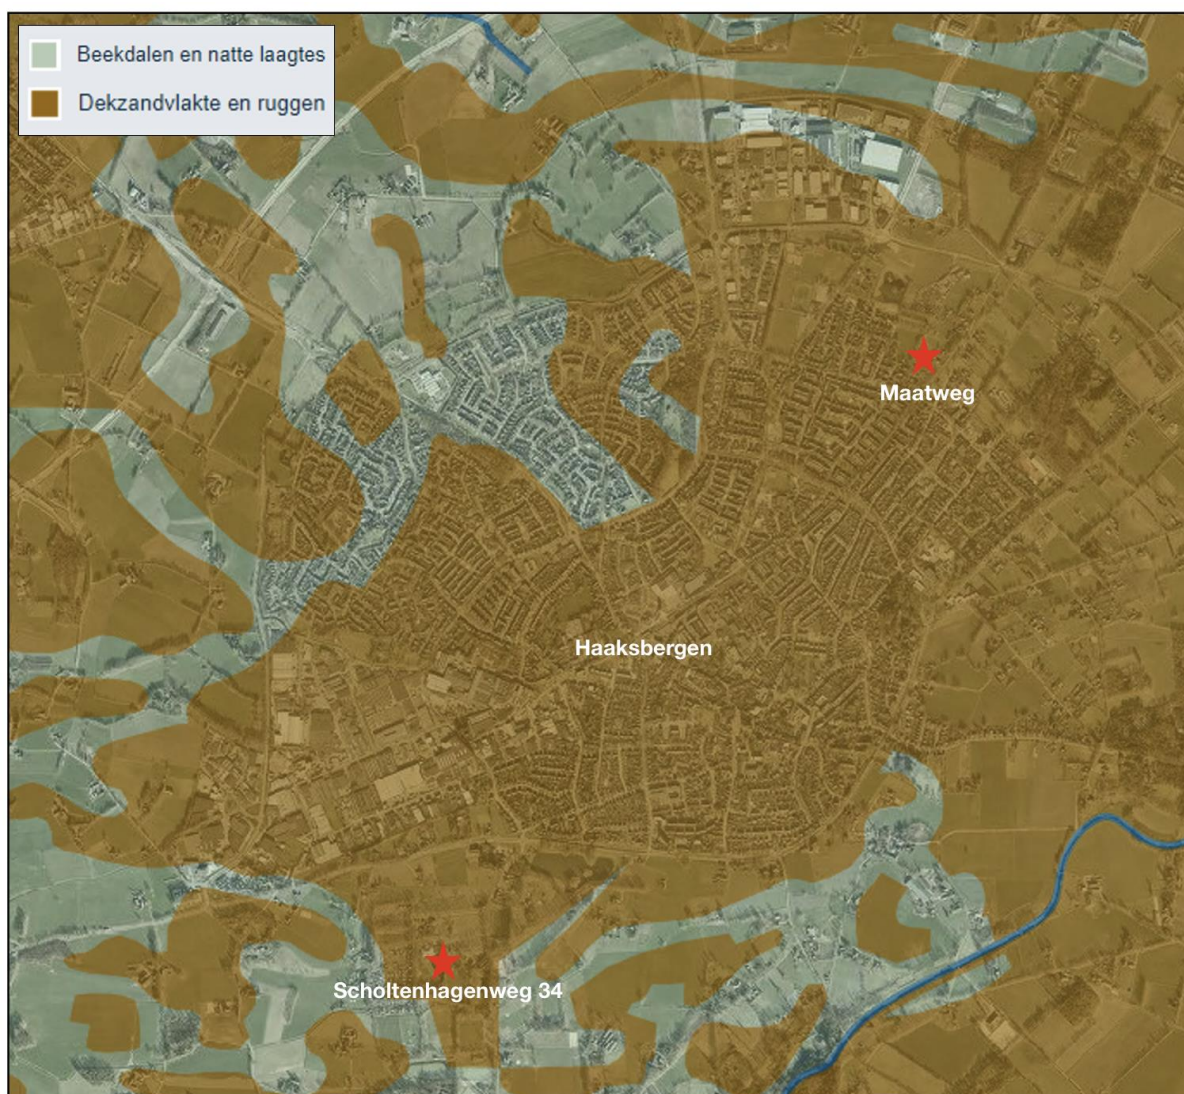 Beekdalen en natte laagtes
Dekzandvlakte en ruggen
Maatweg
Haaksbergen
Scholtenhagenweg 34